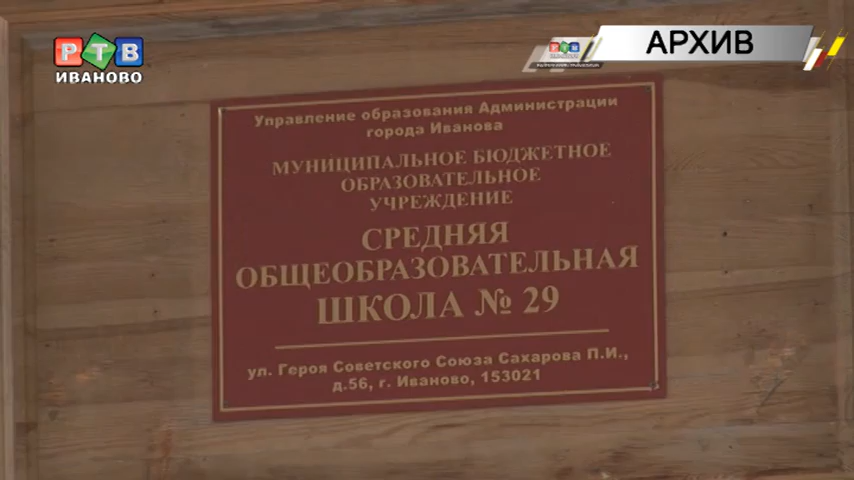 РТВ
ИВАНОВО
АРХИВ
Управление образования Администрации
города Иванова
МУНИЦИПАЛЬНОЕ БЮДЖЕТНОЕ
ОБРАЗОВАТЕЛЬНОЕ
УЧРЕЖДЕНИЕ
СРЕДНЯЯ
ОБЩЕОБРАЗОВАТЕЛЬНАЯ
ШКОЛА № 29
ул. Героя Советского Союза Сахарова П.И.,
д.56, г. Иваново, 153021